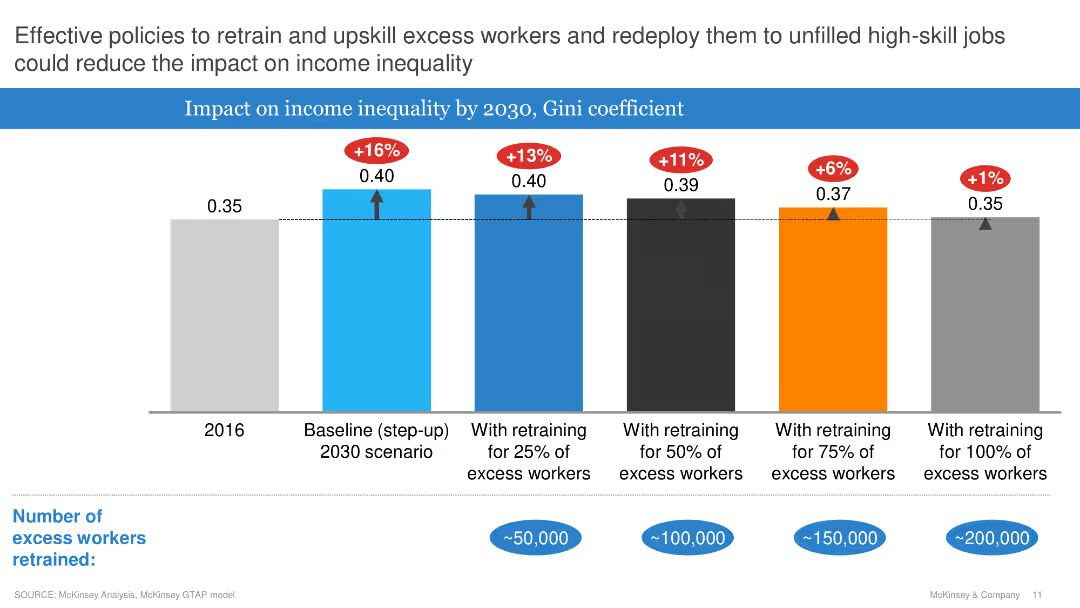 Effective policies to retrain and upskill excess workers and redeploy them to unfilled high-skill jobs
could reduce the impact on income inequality
Impact on income inequality by 2030, Gini coefficient
+16%
+13%
+11%
+6%
+1%
0.35
0.40
0.40
0.39
0.37
0.35
2016
Baseline (step-up)
2030 scenario
With retraining
for 25% of
excess workers
With retraining
for 50% of
excess workers
With retraining
for 75% of
excess workers
With retraining
for 100% of
excess workers
Number of
excess workers
retrained:
~50,000
~100,000
~150,000
~200,000
SOURCE: McKinsey Analysis, McKinsey GTAP model
McKinsey & Company 11